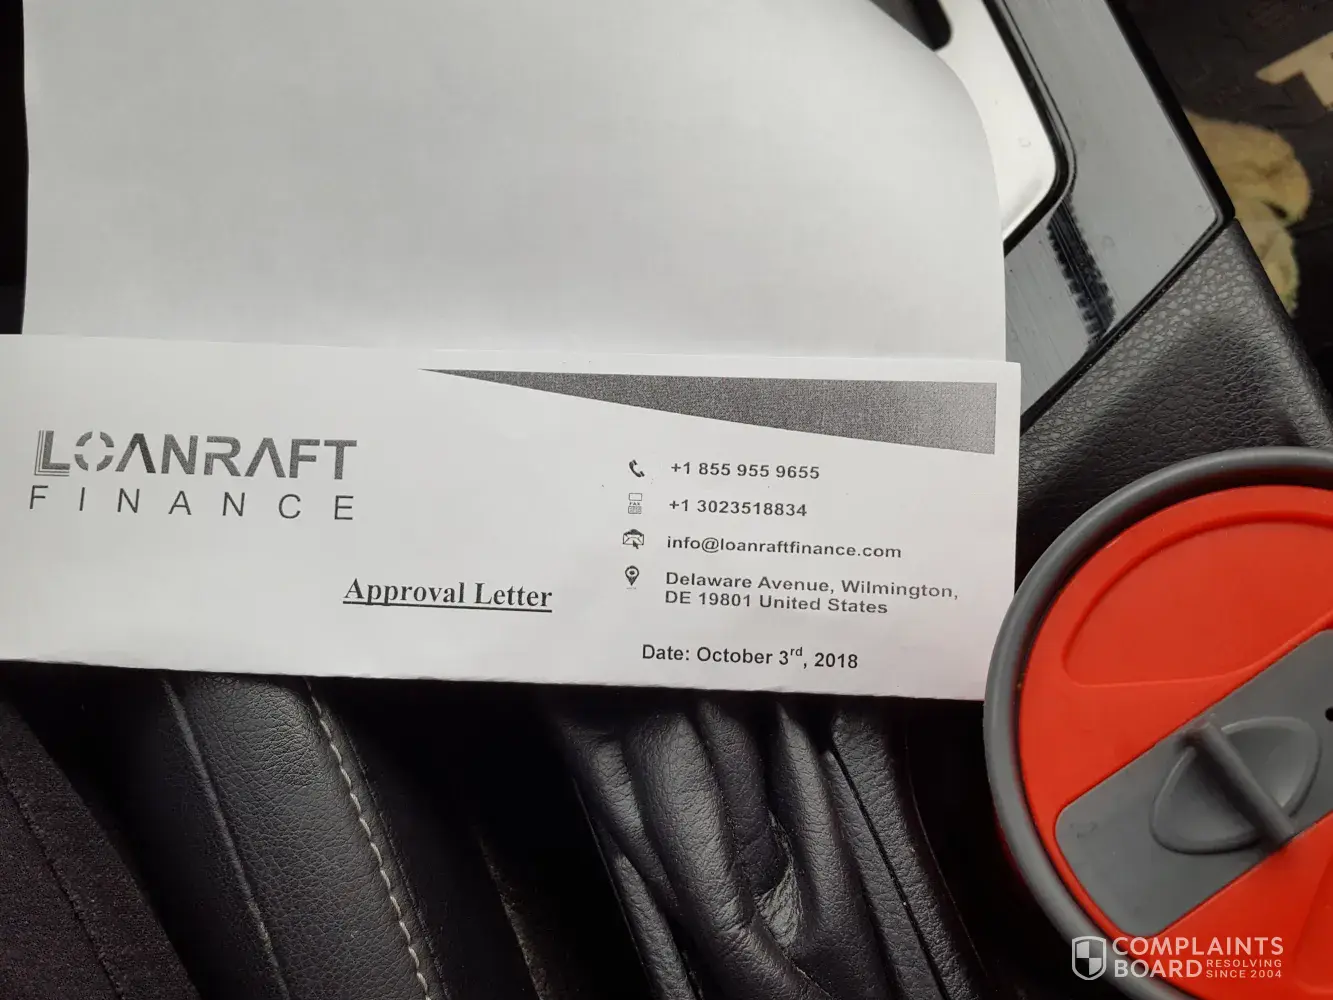 LOANRAFT
FINANCE
+1 855 955 9655
FAX
+1 3023518834
info@loanraftfinance.com
Delaware Avenue, Wilmington,
DE 19801 United States
Approval Letter
Date: October 3rd, 2018
COMPLAINTS
BOARD RESOLVING
SINCE 2004